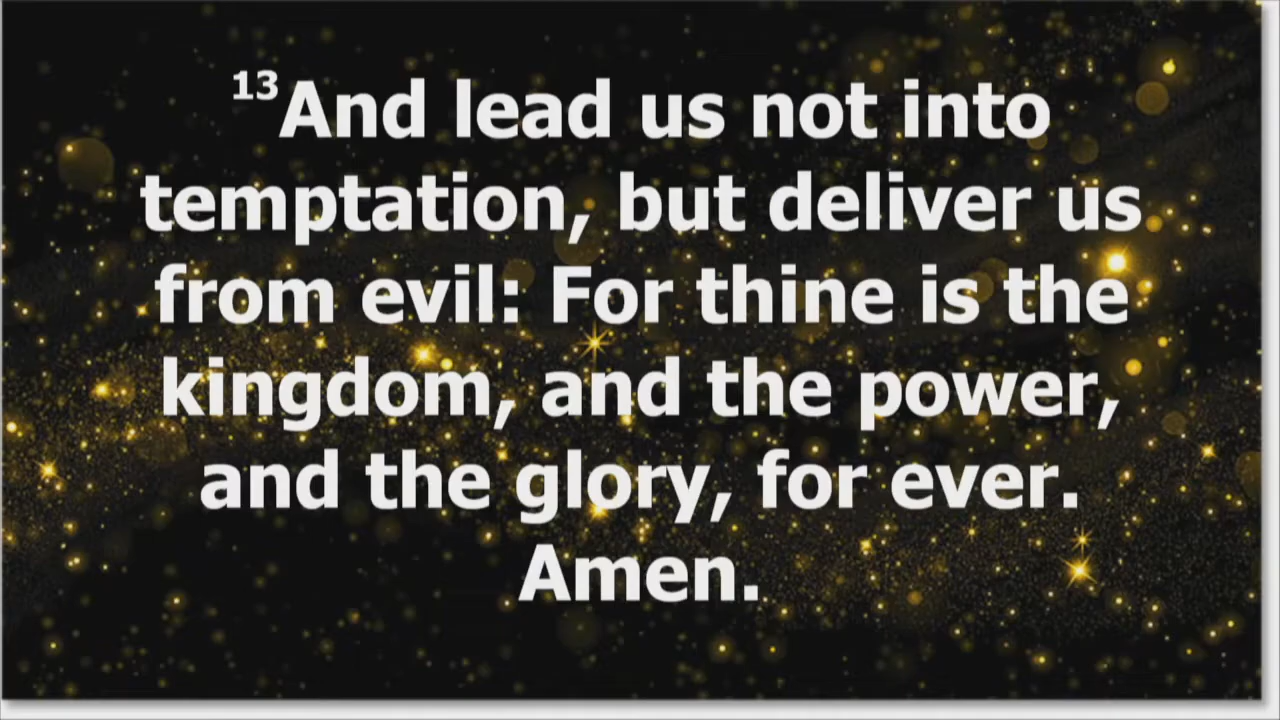 13And lead us not into
temptation, but deliver us
from evil: For thine is the
kingdom, and the power,
and the glory, for ever.
Amen.